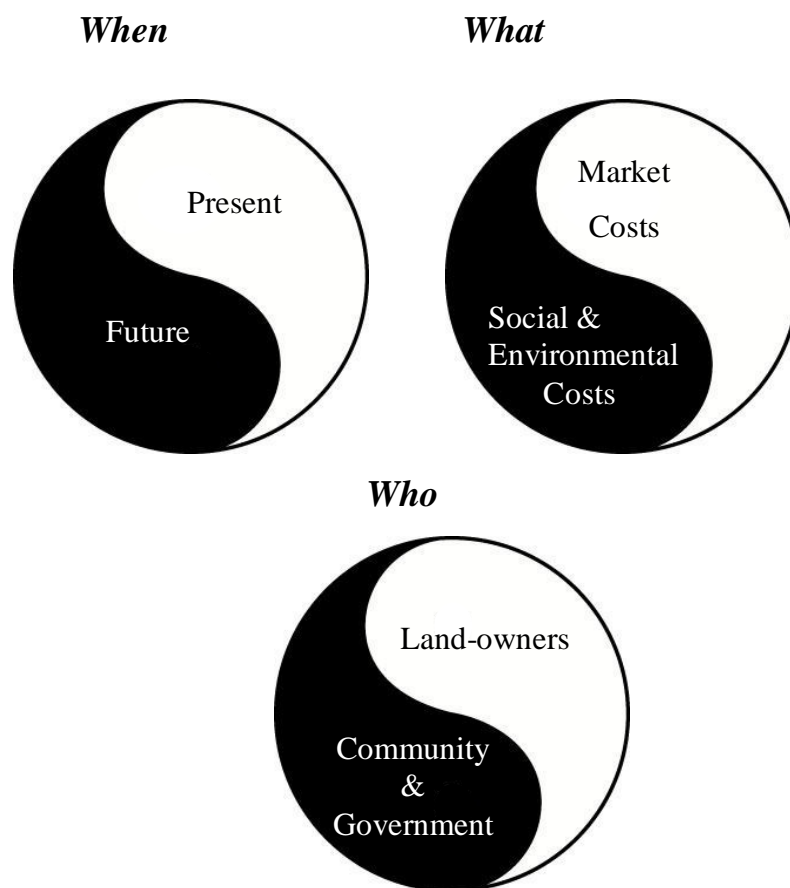 When
Present
Future
What
Market
Costs
Social &
Environmental
Costs
Who
Land-owners
Community
&
Government